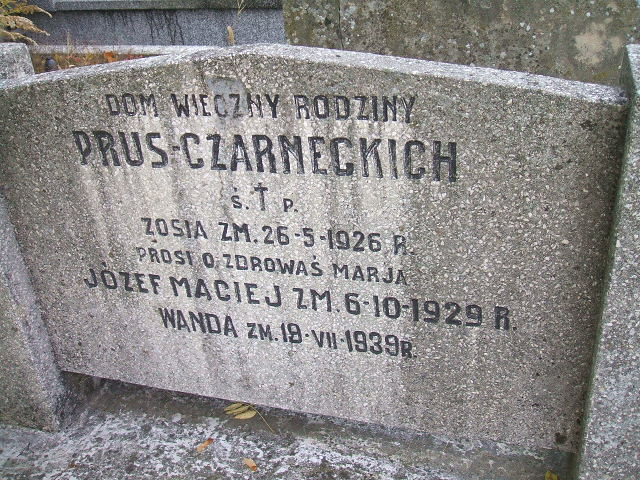 DOM WIECZNY RODZINY
PRUS-CZARNECKICH
Ś.†P.
ZOSIA ZM. 26-5-1926 R.
PROSI O ZDROWAŚ MARJA
JÓZEF MACIEJ ZM. 6-10-1929 R.
WANDA ZM. 19-VII-1939R.